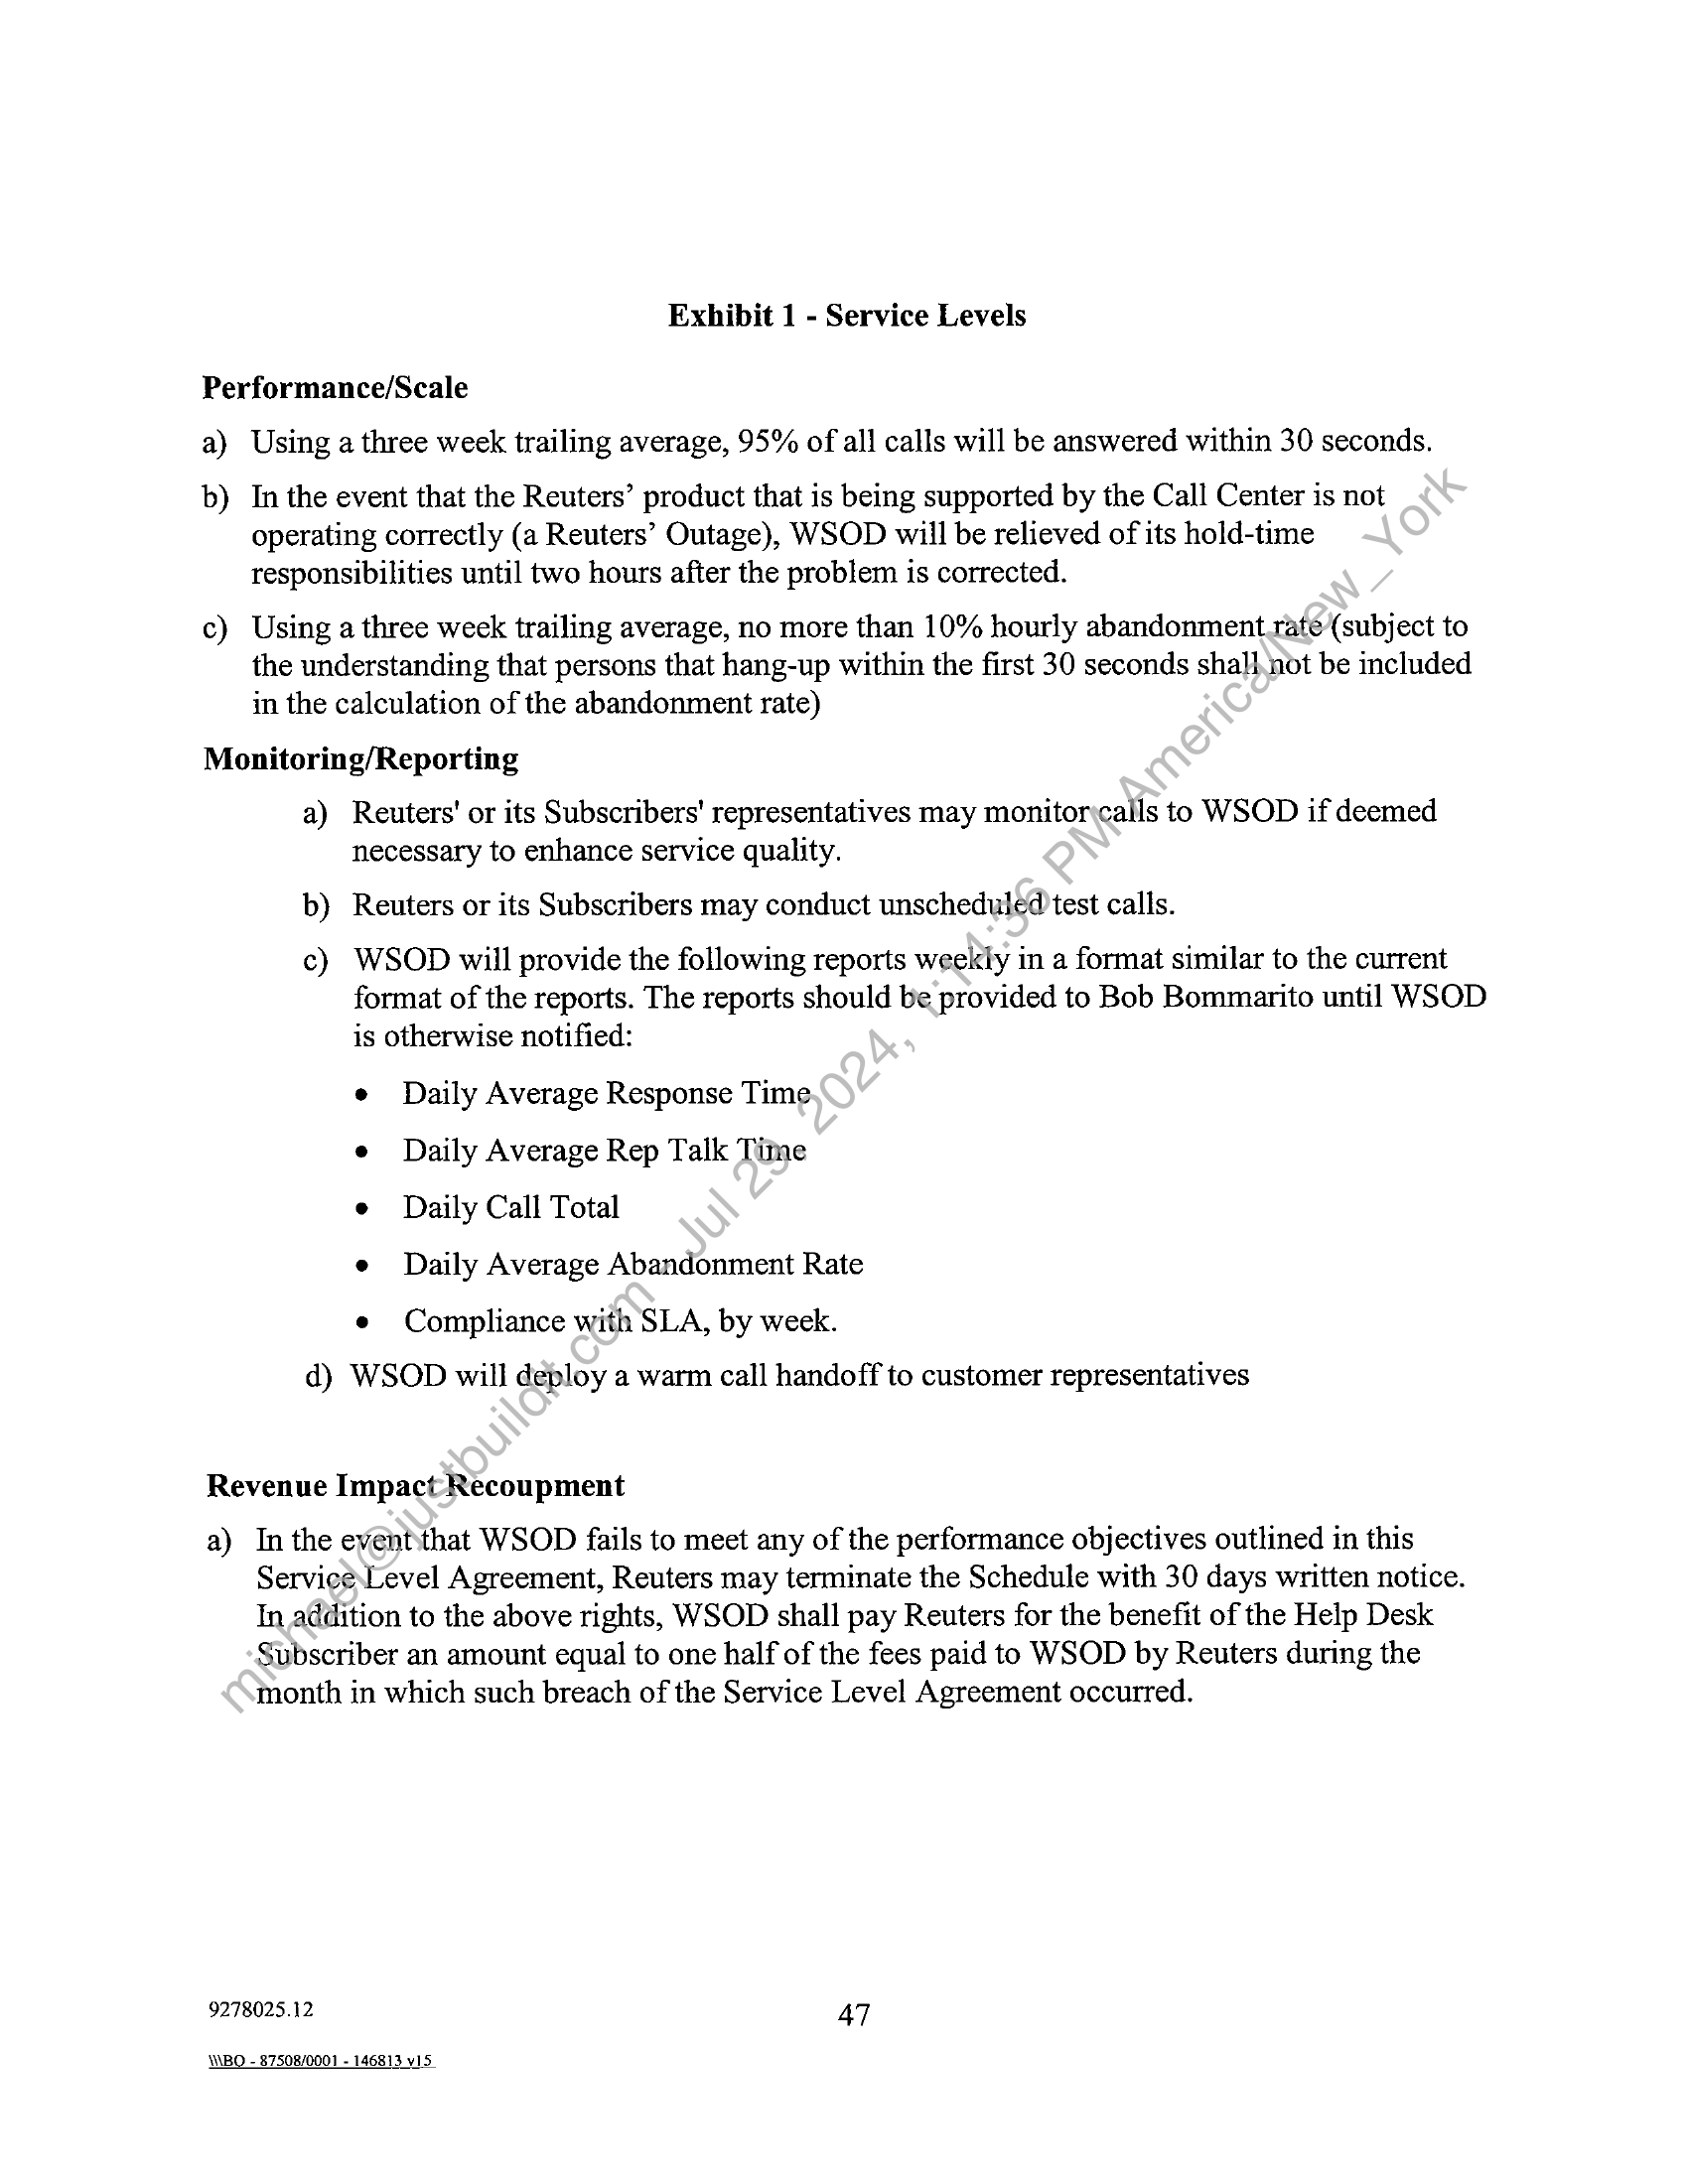 Exhibit 1 - Service Levels
Performance/Scale
a) Using a three week trailing average, 95% of all calls will be answered within 30 seconds.
b) In the event that the Reuters’ product that is being supported by the Call Center is not
operating correctly (a Reuters’ Outage), WSOD will be relieved of its hold-time
responsibilities until two hours after the problem is corrected.
c) Using a three week trailing average, no more than 10% hourly abandonment rate (subject to
the understanding that persons that hang-up within the first 30 seconds shall not be included
in the calculation of the abandonment rate)
Monitoring/Reporting
a) Reuters' or its Subscribers' representatives may monitor calls to WSOD if deemed
necessary to enhance service quality.
b) Reuters or its Subscribers may conduct unscheduled test calls.
c) WSOD will provide the following reports weekly in a format similar to the current
format of the reports. The reports should be provided to Bob Bommarito until WSOD
is otherwise notified:
• Daily Average Response Time
• Daily Average Rep Talk Time
• Daily Call Total
• Daily Average Abandonment Rate
• Compliance with SLA, by week.
d) WSOD will deploy a warm call handoff to customer representatives
Revenue Impact Recoupment
a) In the event that WSOD fails to meet any of the performance objectives outlined in this
Service Level Agreement, Reuters may terminate the Schedule with 30 days written notice.
In addition to the above rights, WSOD shall pay Reuters for the benefit of the Help Desk
Subscriber an amount equal to one half of the fees paid to WSOD by Reuters during the
month in which such breach of the Service Level Agreement occurred.
9278025.12
47
\\\BO - 87508/0001 - 146813 v15
michael@justbuildit.com - Jul 29, 2024, 1:14:36 PM America/New_York